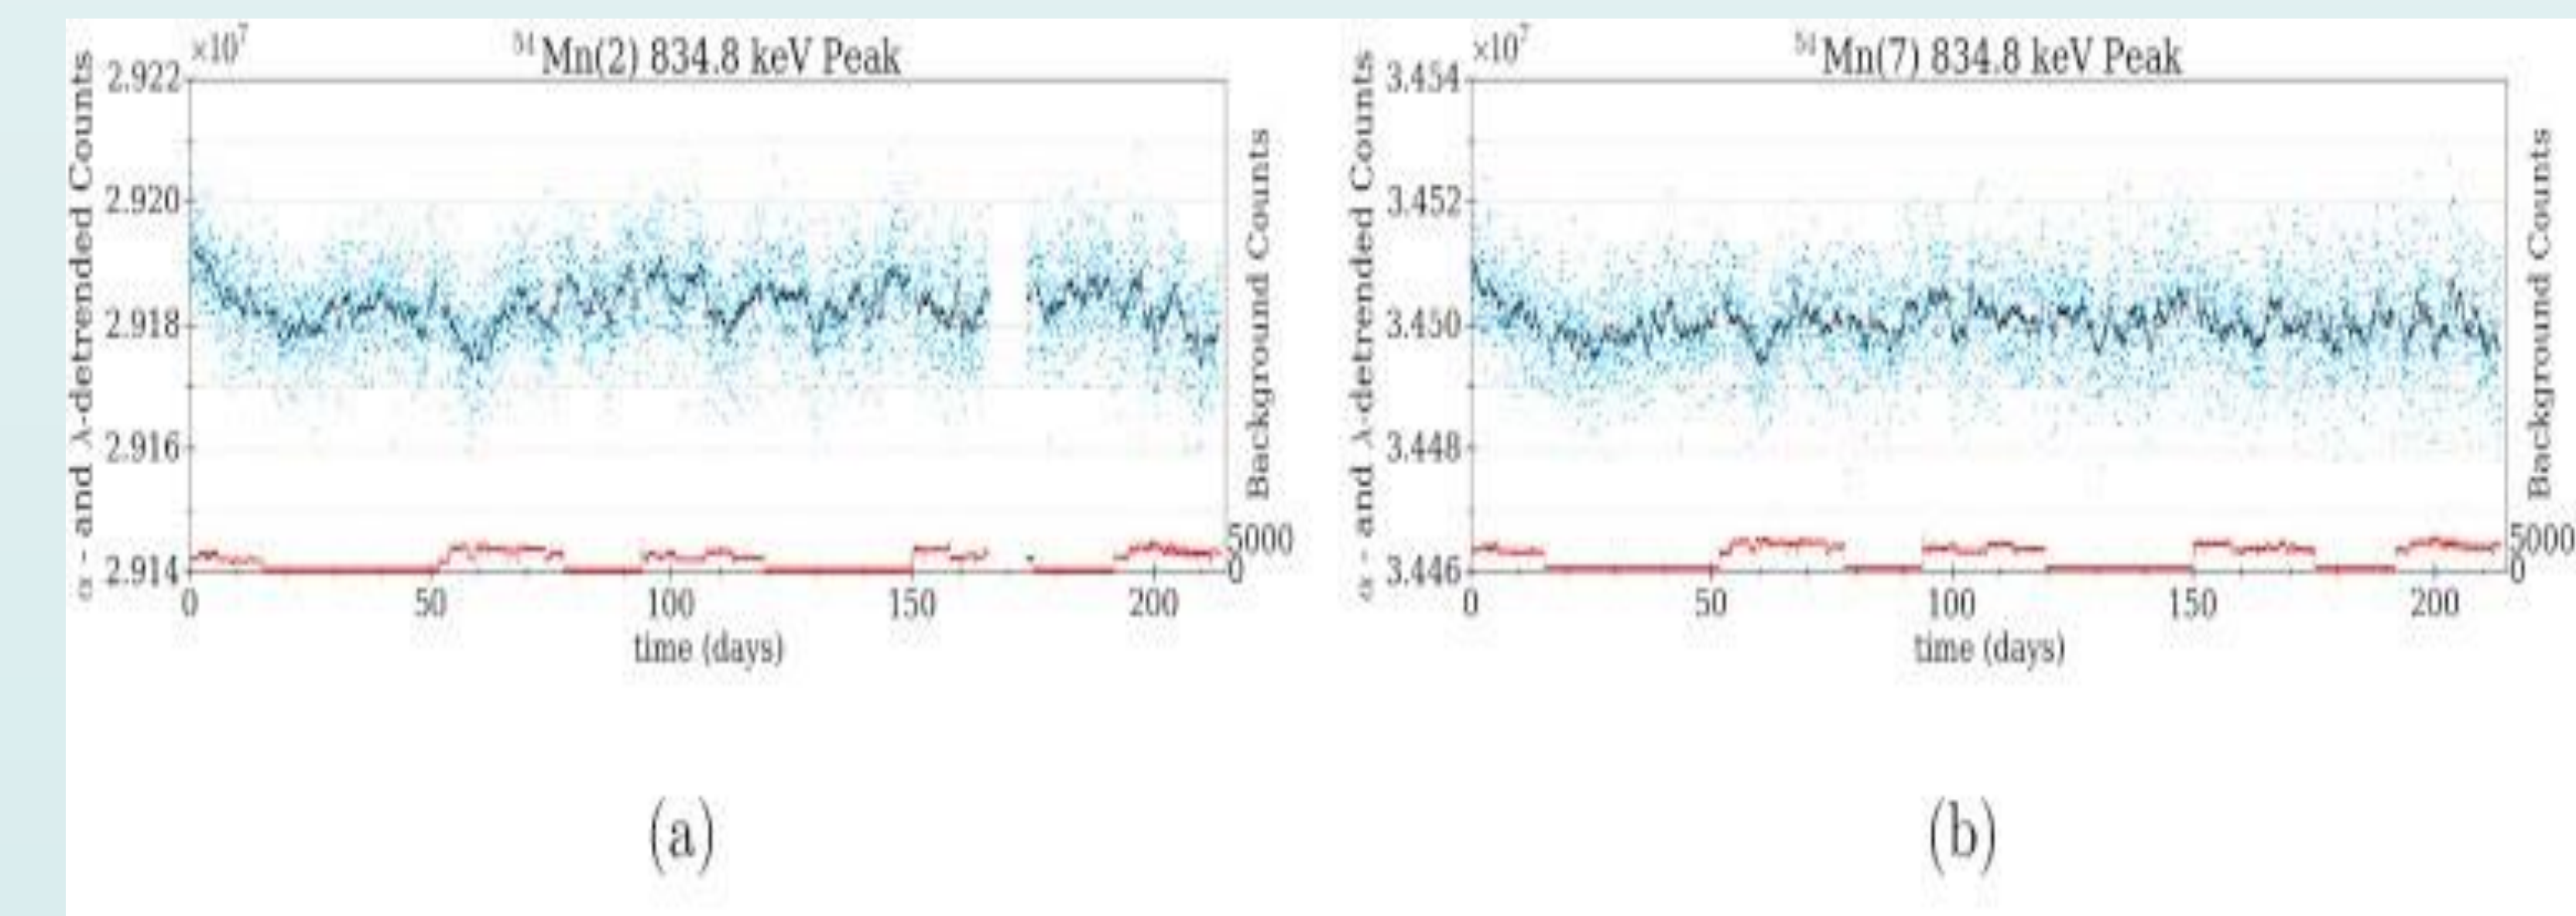 ×10⁷
⁵⁴Mn(2) 834.8 keV Peak
α - and λ-detrended Counts
2.922
2.920
2.918
2.916
2.914
Background Counts
5000
0
0 50 100 150 200
time (days)
(a)
×10⁷
⁵⁴Mn(7) 834.8 keV Peak
α - and λ-detrended Counts
3.454
3.452
3.450
3.448
3.446
Background Counts
5000
0
0 50 100 150 200
time (days)
(b)